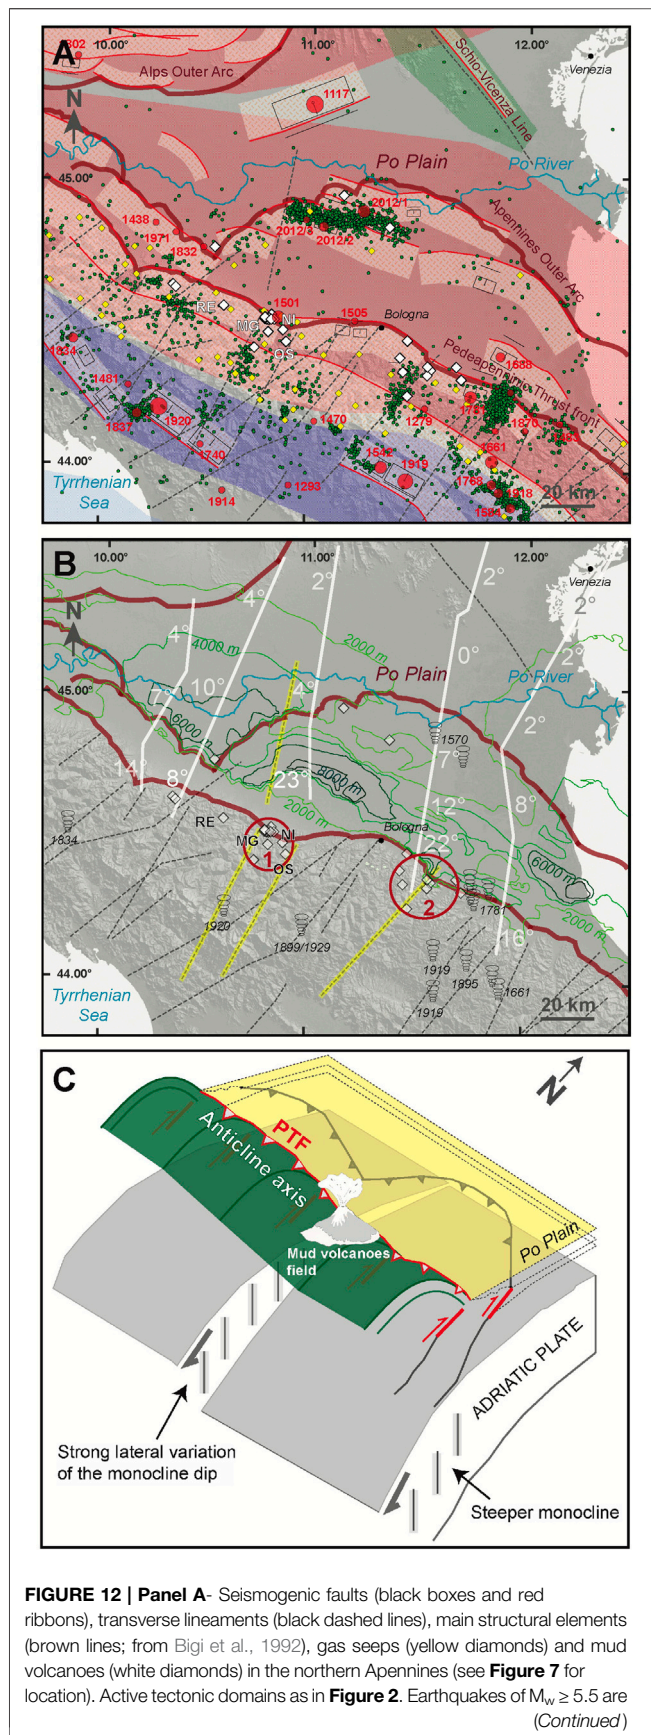 A
10.00°
11.00°
12.00°
1802
Alps Outer Arc
Schio-Vicenza Line
Venezia
1117
N
45.00°
Po Plain
Po River
1438
1971
1832
2012/1
2012/3
2012/2
Apennines Outer Arc
RE
1501
MG
NI
OS
1505
Bologna
1834
1688
Pedeapenninic Thrust front
1481
1837
1920
1470
1279
1781
1870
1740
1542
1919
1661
44.00°
Tyrrhenian
Sea
1914
1293
1768
1918
1584
20 km
B
10.00°
11.00°
12.00°
2°
4°
2°
Venezia
2°
N
4°
4000 m
2000 m
0°
2°
45.00°
7°
10°
4°
Po Plain
Po River
6000 m
2°
1570
7°
14°
8°
23°
8000 m
2000 m
12°
8°
RE
MG
NI
Bologna
22°
1834
1
OS
6000 m
2
1781
2000 m
1920
1899/1929
16°
1919
1895
1661
44.00°
Tyrrhenian
Sea
1919
20 km
C
N
PTF
Anticline axis
Mud volcanoes
field
Po Plain
ADRIATIC PLATE
Strong lateral variation
of the monocline dip
Steeper monocline
FIGURE 12 | Panel A- Seismogenic faults (black boxes and red
ribbons), transverse lineaments (black dashed lines), main structural elements
(brown lines; from Bigi et al., 1992), gas seeps (yellow diamonds) and mud
volcanoes (white diamonds) in the northern Apennines (see Figure 7 for
location). Active tectonic domains as in Figure 2. Earthquakes of Mw ≥ 5.5 are
(Continued)